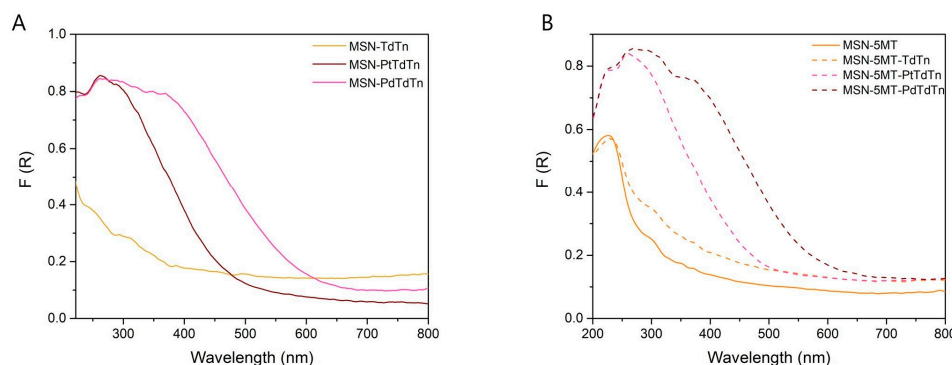 A
1.0
0.8
0.6
0.4
0.2
0.0
F (R)
300
400
500
600
700
800
Wavelength (nm)
MSN-TdTn
MSN-PtTdTn
MSN-PdTdTn
B
0.8
0.6
0.4
0.2
0.0
F (R)
200
300
400
500
600
700
800
Wavelength (nm)
MSN-5MT
MSN-5MT-TdTn
MSN-5MT-PtTdTn
MSN-5MT-PdTdTn